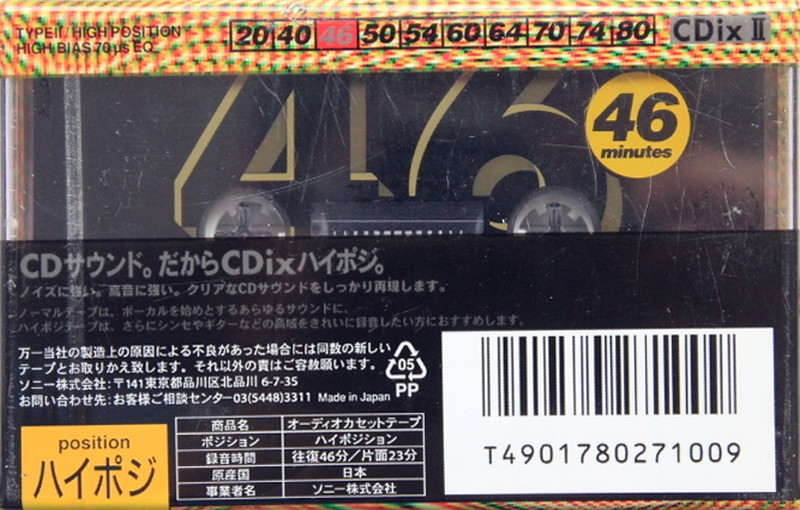 TYPEⅡ/HIGH POSITION
HIGH BIAS 70 μs EQ
20 40 46 50 54 60 64 70 74 80
CDixⅡ
46
46
minutes
CDサウンド。だからCDixハイポジ。
ノイズに強い。高音に強い。クリアなCDサウンドをしっかり再現します。
ノーマルテープは、ボーカルを始めとするあらゆるサウンドに、
ハイポジテープは、さらにシンセやギターなどの高域をきれいに録音したい方におすすめします。
万一当社の製造上の原因による不良があった場合には同数の新しい
テープとお取りかえ致します。それ以外の責はご容赦願います。
ソニー株式会社:〒141東京都品川区北品川 6-7-35
お問い合わせ先:お客様ご相談センター03(5448)3311 Made in Japan
05
PP
position
ハイポジ
商品名 オーディオカセットテープ
ポジション ハイポジション
録音時間 往復46分/片面23分
原産国 日本
事業者名 ソニー株式会社
T4901780271009